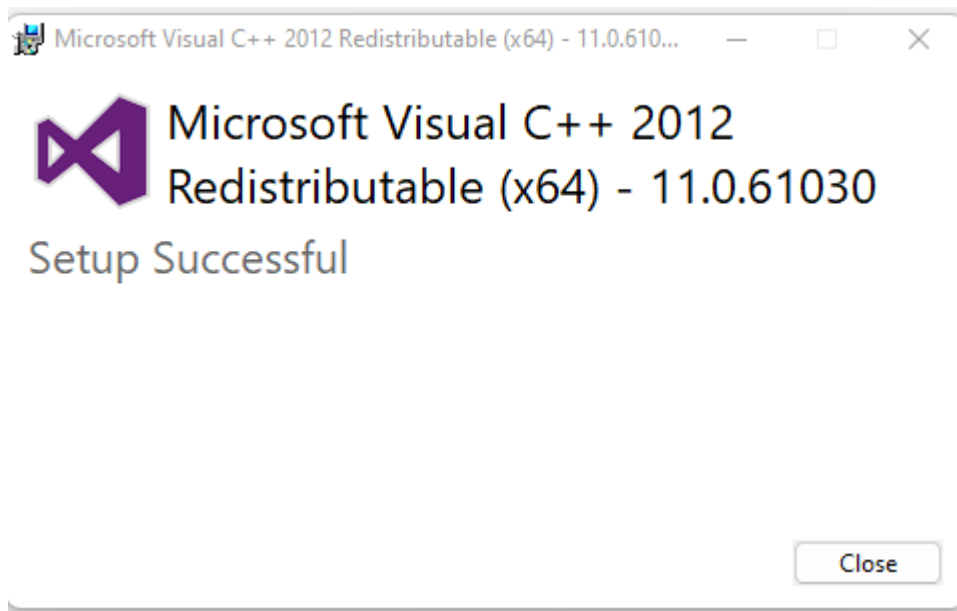 Microsoft Visual C++ 2012 Redistributable (x64) - 11.0.610...
Microsoft Visual C++ 2012
Redistributable (x64) - 11.0.61030
Setup Successful
Close